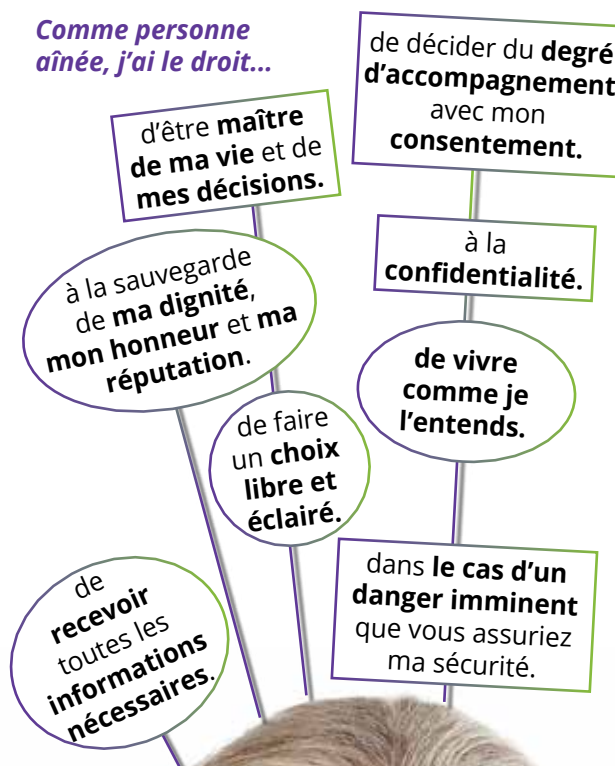 Comme personne
aînée, j’ai le droit...
d’être maître
de ma vie et de
mes décisions.
de décider du degré
d’accompagnement
avec mon
consentement.
à la sauvegarde
de ma dignité,
mon honneur et ma
réputation.
à la
confidentialité.
de faire
un choix
libre et
éclairé.
de vivre
comme je
l’entends.
de
recevoir
toutes les
informations
nécessaires.
dans le cas d’un
danger imminent
que vous assuriez
ma sécurité.